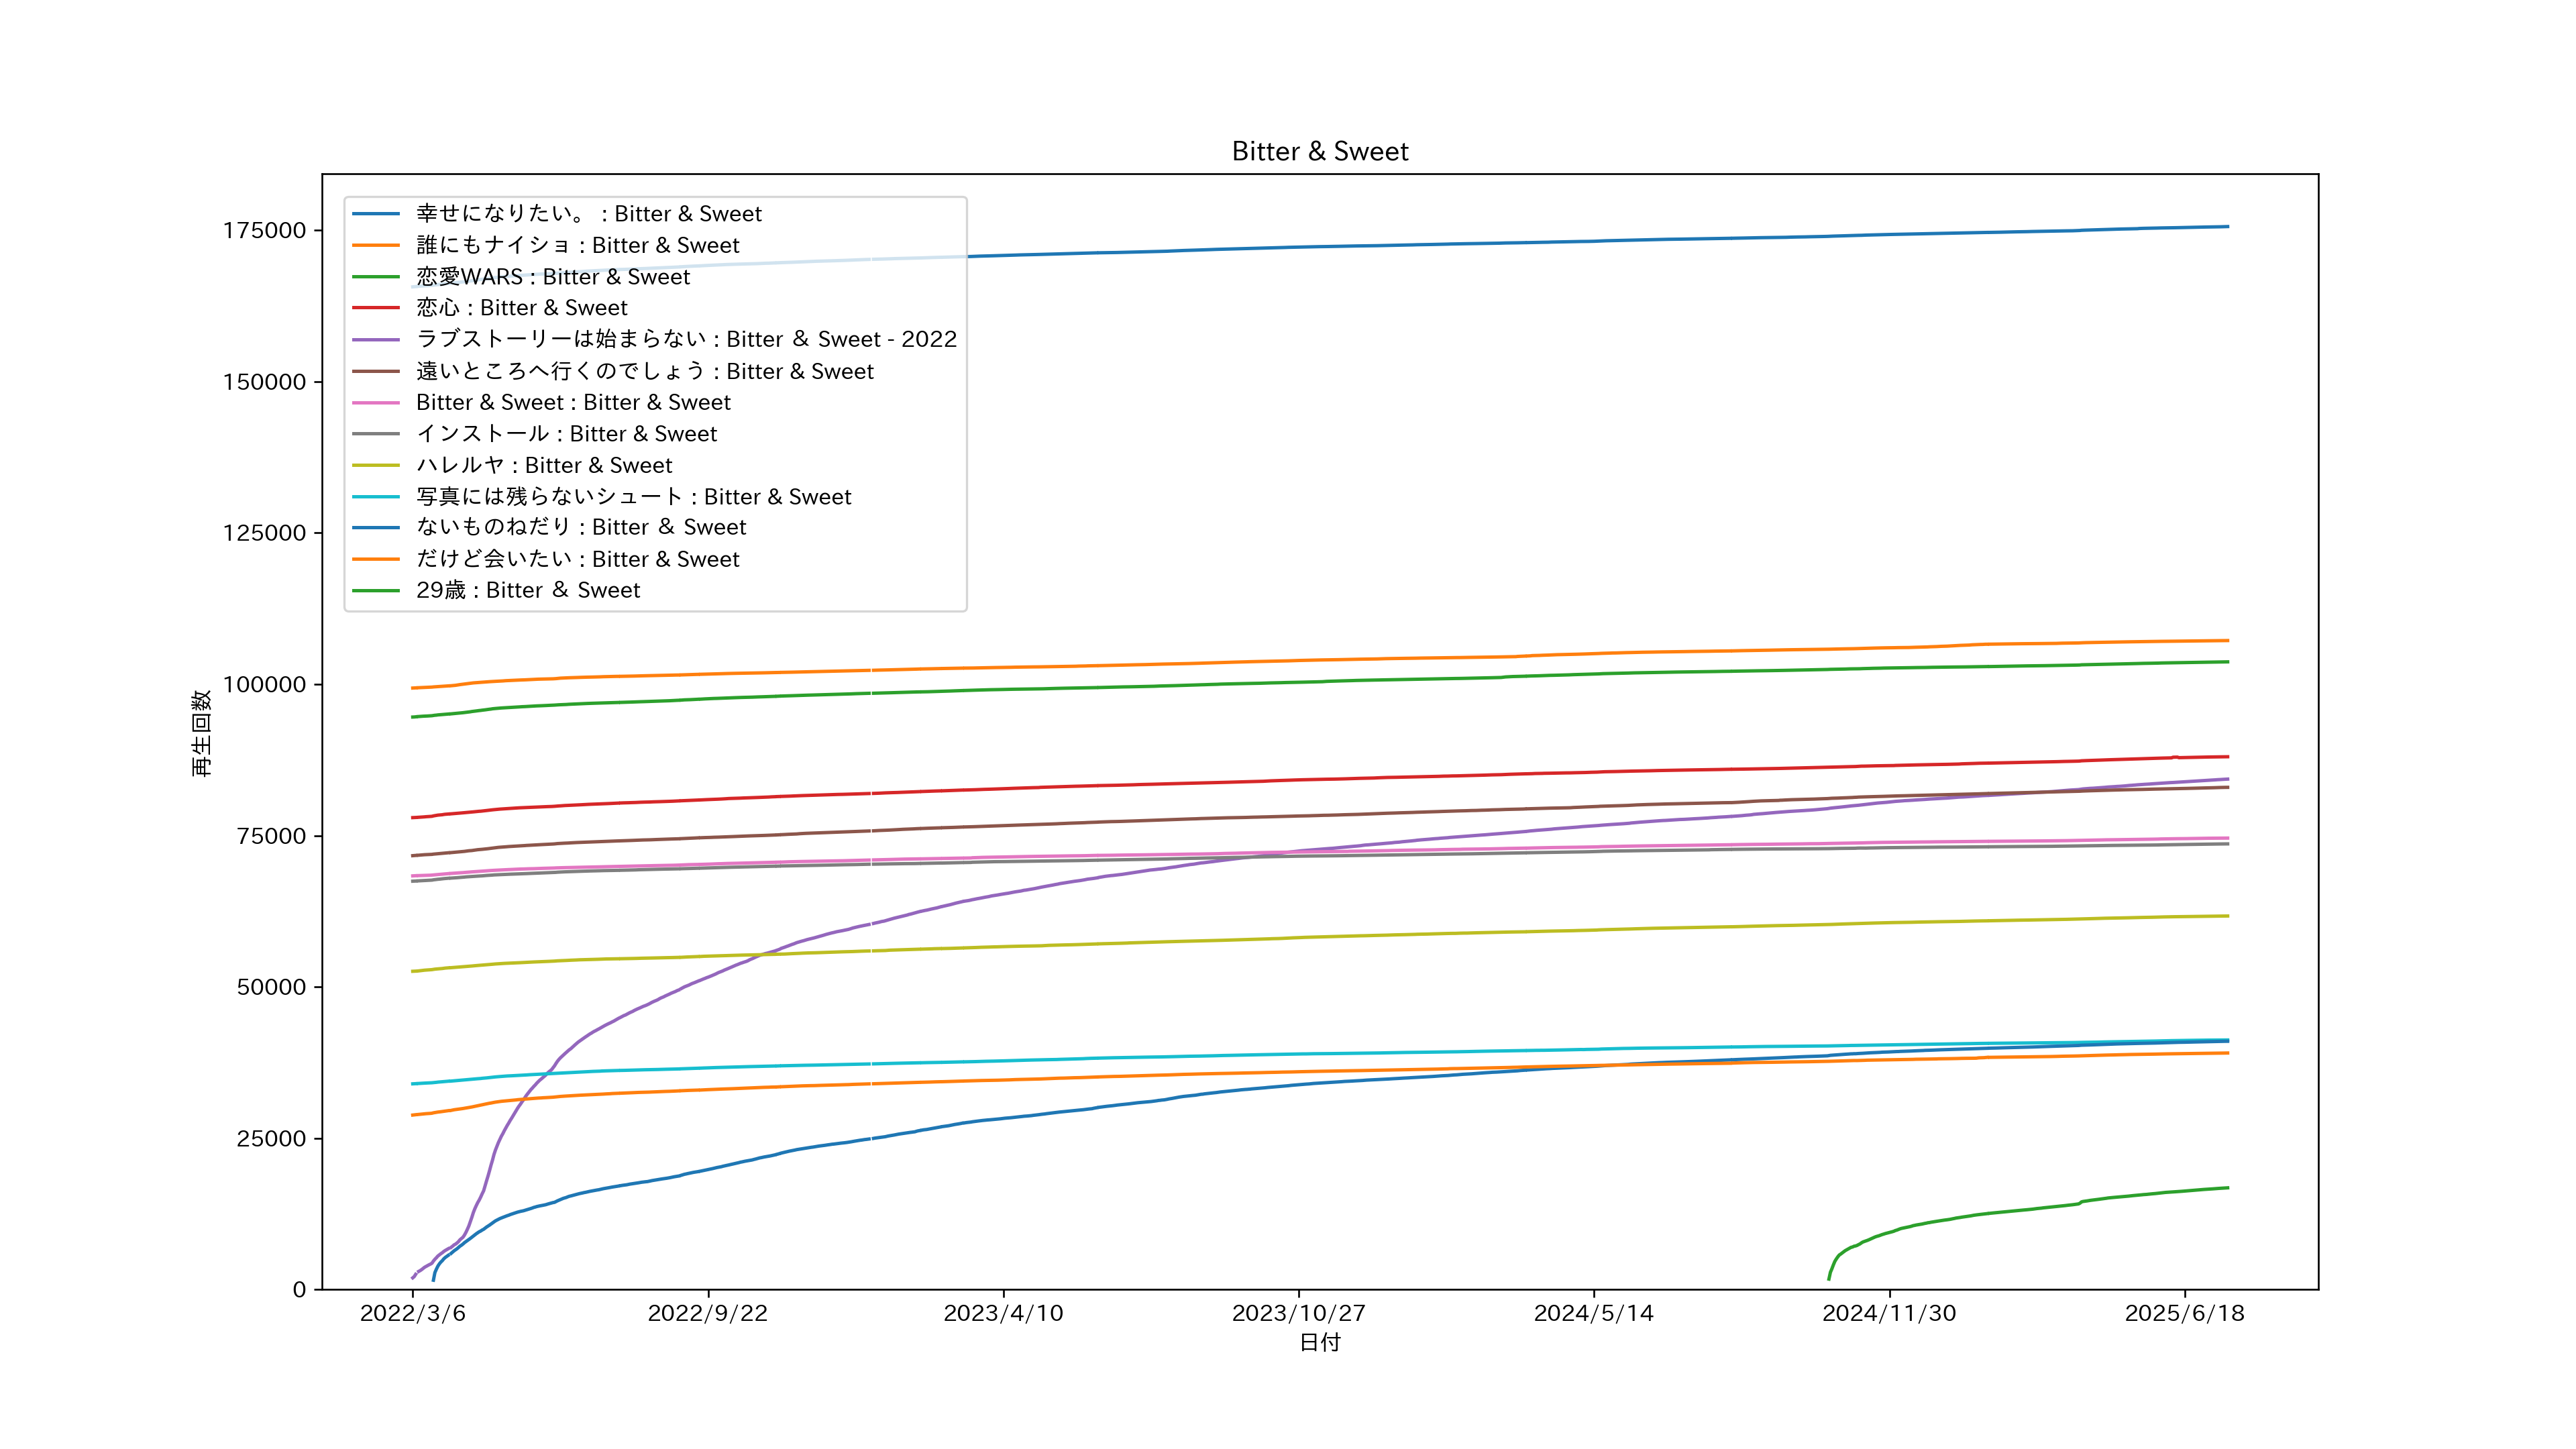 Bitter & Sweet
175000
150000
125000
100000
75000
50000
25000
0
再生回数
幸せになりたい。 : Bitter & Sweet
誰にもナイショ : Bitter & Sweet
恋愛WARS : Bitter & Sweet
恋心 : Bitter & Sweet
ラブストーリーは始まらない : Bitter ＆ Sweet - 2022
遠いところへ行くのでしょう : Bitter & Sweet
Bitter & Sweet : Bitter & Sweet
インストール : Bitter & Sweet
ハレルヤ : Bitter & Sweet
写真には残らないシュート : Bitter & Sweet
ないものねだり : Bitter ＆ Sweet
だけど会いたい : Bitter & Sweet
29歳 : Bitter ＆ Sweet
2022/3/6 2022/9/22 2023/4/10 2023/10/27 2024/5/14 2024/11/30 2025/6/18
日付